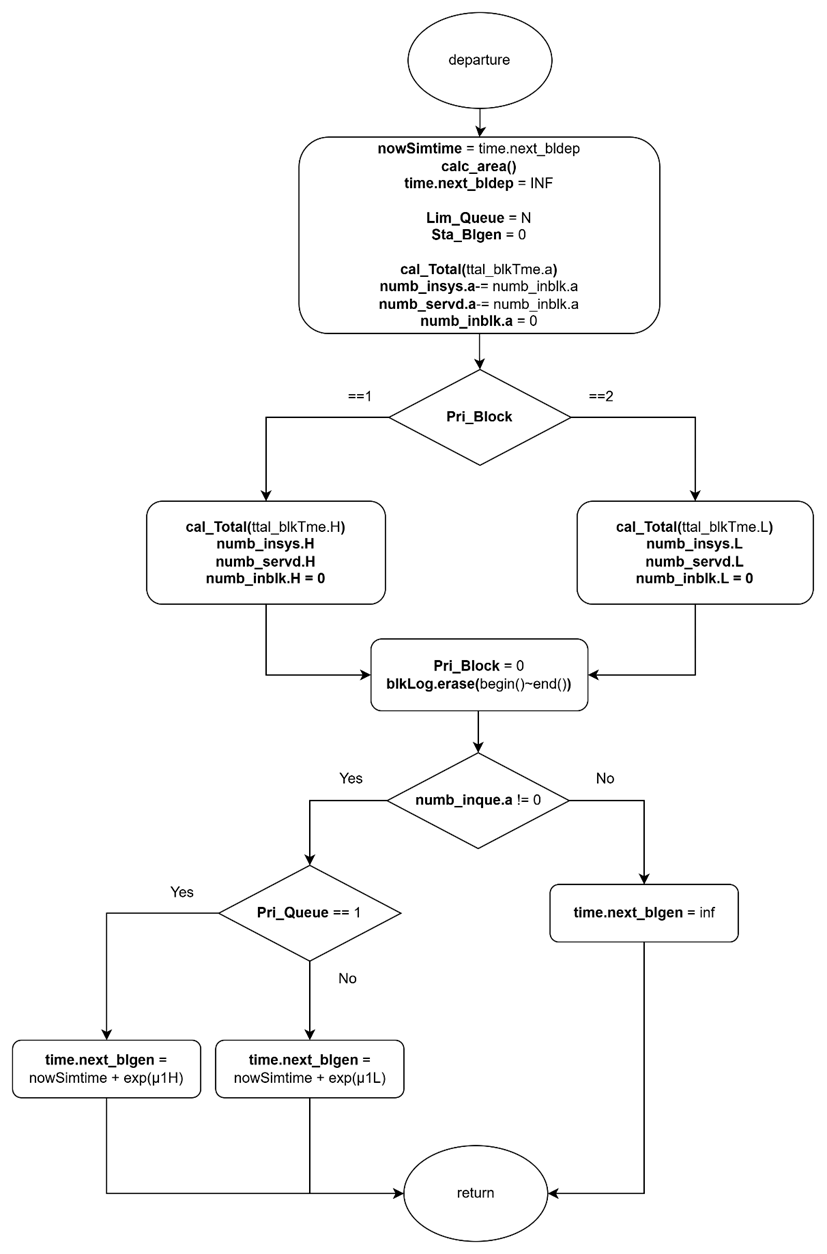 departure
nowSimtime = time.next_bldep
calc_area()
time.next_bldep = INF
Lim_Queue = N
Sta_Blgen = 0
cal_Total(ttal_blkTme.a)
numb_insys.a-= numb_inblk.a
numb_servd.a-= numb_inblk.a
numb_inblk.a = 0
==1
Pri_Block
==2
cal_Total(ttal_blkTme.H)
numb_insys.H
numb_servd.H
numb_inblk.H = 0
cal_Total(ttal_blkTme.L)
numb_insys.L
numb_servd.L
numb_inblk.L = 0
Pri_Block = 0
blkLog.erase(begin()~end())
Yes
numb_inque.a != 0
No
Yes
Pri_Queue == 1
No
time.next_blgen = inf
time.next_blgen =
nowSimtime + exp(μ1H)
time.next_blgen =
nowSimtime + exp(μ1L)
return